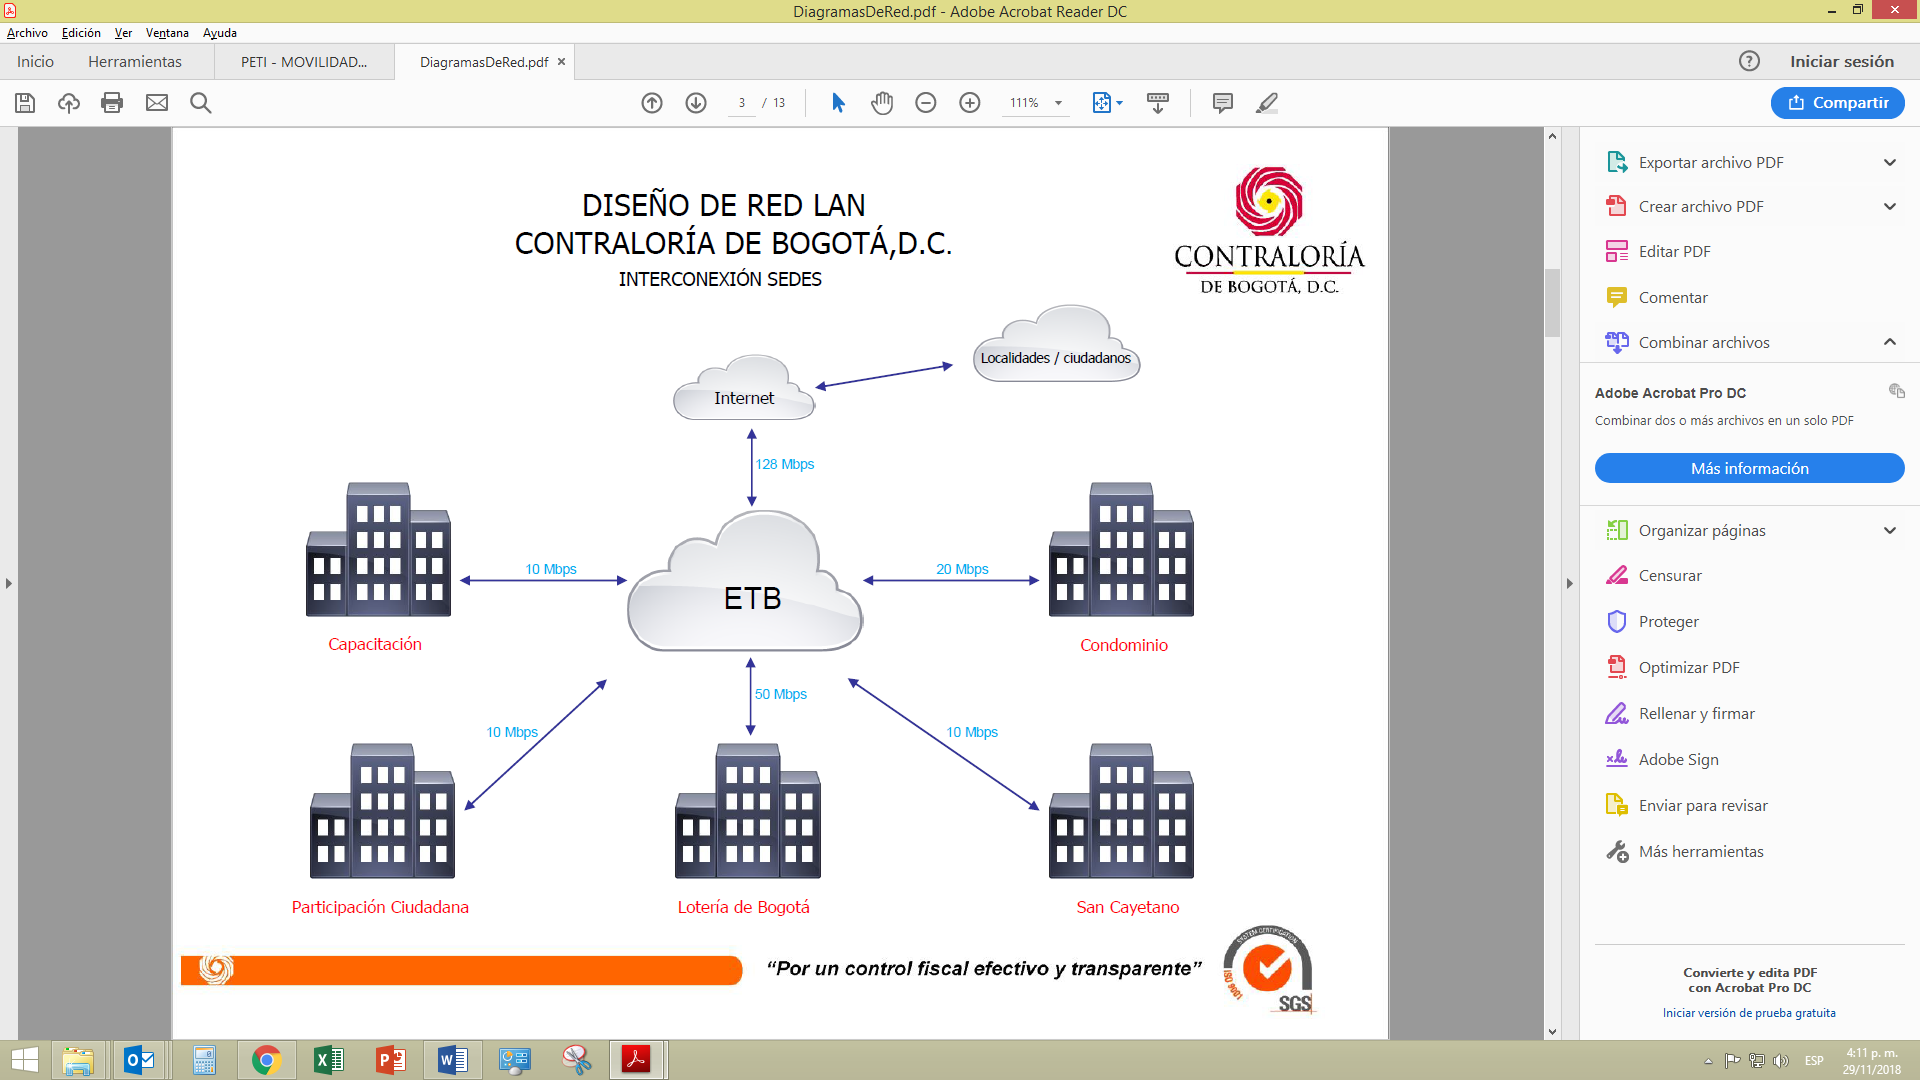 DiagramasDeRed.pdf - Adobe Acrobat Reader DC
Archivo Edición Ver Ventana Ayuda
Inicio Herramientas PETI - MOVILIDAD... DiagramasDeRed.pdf × Iniciar sesión
3 / 13 111% Compartir
DISEÑO DE RED LAN
CONTRALORÍA DE BOGOTÁ,D.C.
INTERCONEXIÓN SEDES
CONTRALORÍA
DE BOGOTÁ, D.C.
Localidades / ciudadanos
Internet
128 Mbps
10 Mbps
ETB
20 Mbps
Capacitación
Condominio
50 Mbps
10 Mbps
10 Mbps
Participación Ciudadana
Lotería de Bogotá
San Cayetano
“Por un control fiscal efectivo y transparente”
SYSTEM CERTIFICATION
ISO 9001
SGS
Exportar archivo PDF
Crear archivo PDF
Editar PDF
Comentar
Combinar archivos
Adobe Acrobat Pro DC
Combinar dos o más archivos en un solo PDF
Más información
Organizar páginas
Censurar
Proteger
Optimizar PDF
Rellenar y firmar
Adobe Sign
Enviar para revisar
Más herramientas
Convierte y edita PDF
con Acrobat Pro DC
Iniciar versión de prueba gratuita
ESP
4:11 p. m.
29/11/2018